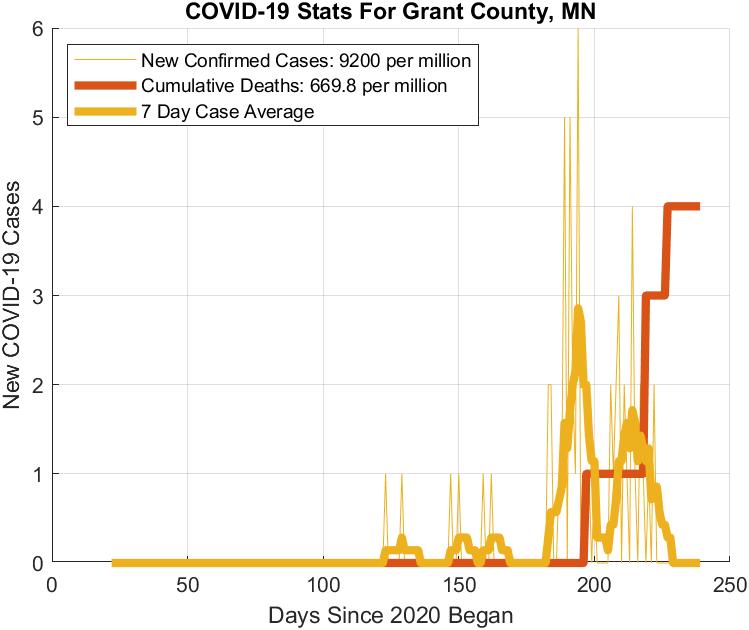 COVID-19 Stats For Grant County, MN
New Confirmed Cases: 9200 per million
Cumulative Deaths: 669.8 per million
7 Day Case Average
New COVID-19 Cases
6
5
4
3
2
1
0
0 50 100 150 200 250
Days Since 2020 Began